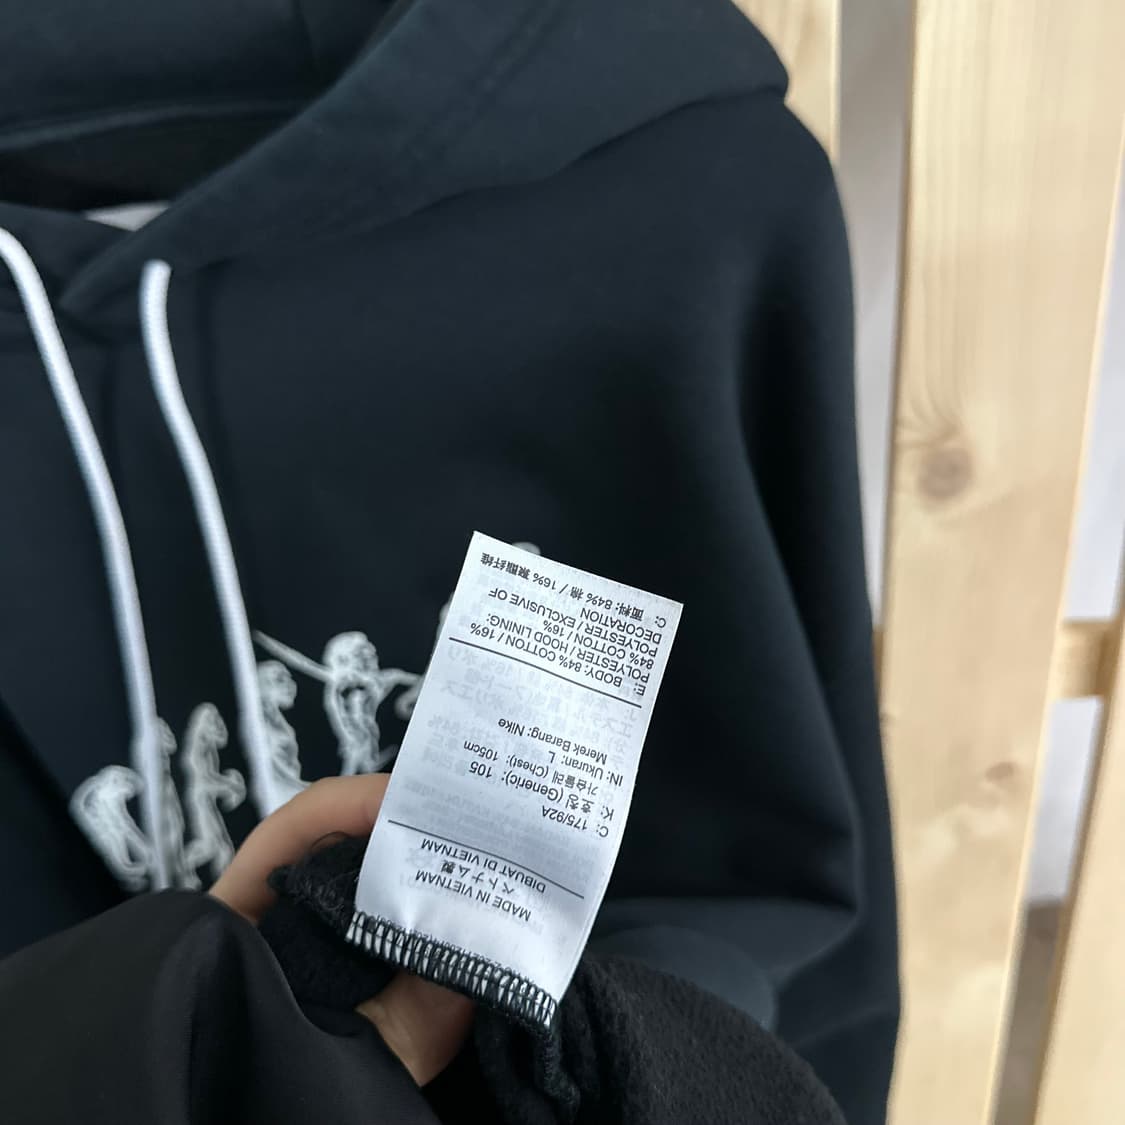 MADE IN VIETNAM
ベトナム製
DIBUAT DI VIETNAM
C: 175/92A
K: 호칭 (Generic): 105
가슴둘레 (Chest): 105cm
IN: Ukuran: L
Merek Barang: Nike
E: BODY: 84% COTTON / 16%
POLYESTER / HOOD LINING:
84% COTTON / 16%
POLYESTER / EXCLUSIVE OF
DECORATION
C: 面料: 84% 棉 / 16% 聚酯纤维